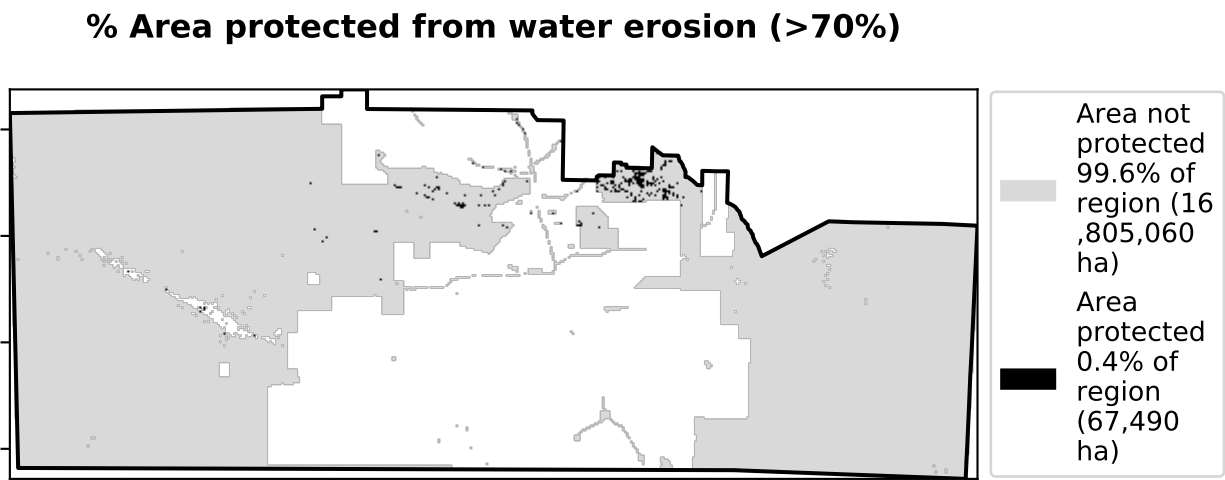 % Area protected from water erosion (>70%)
Area not
protected
99.6% of
region (16
,805,060
ha)
Area
protected
0.4% of
region
(67,490
ha)